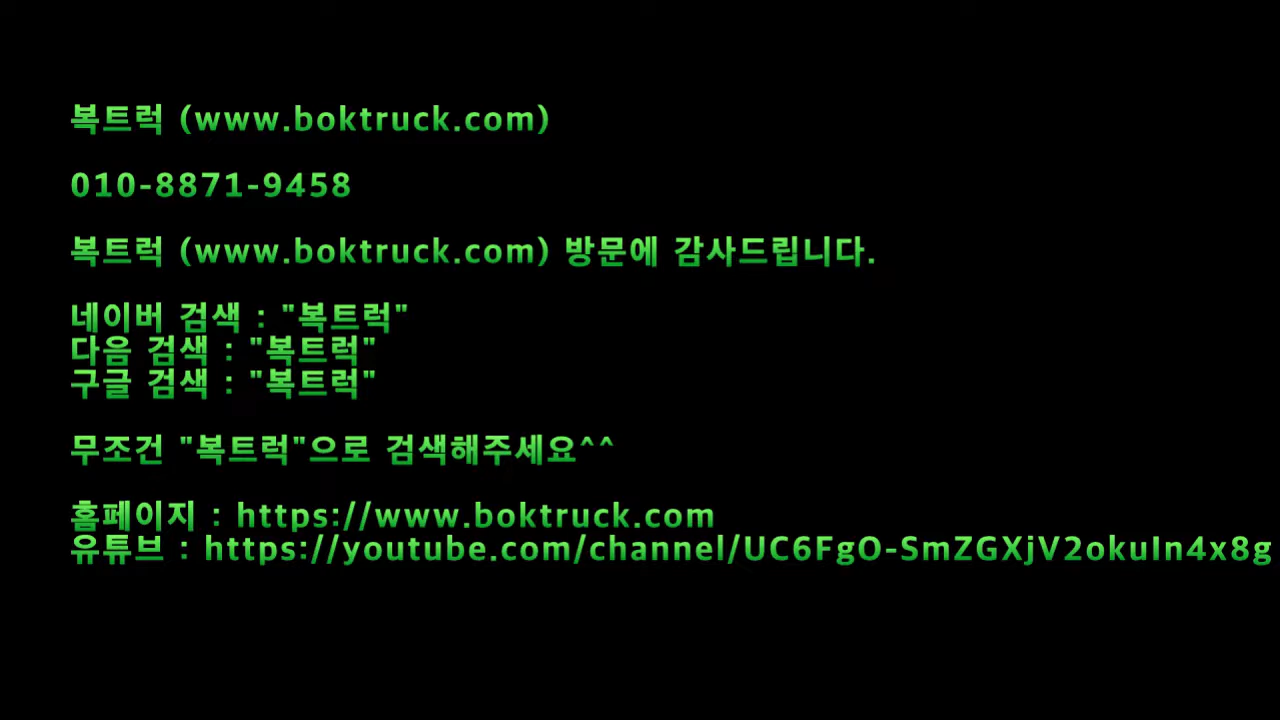 복트럭 (www.boktruck.com)
010-8871-9458
복트럭 (www.boktruck.com) 방문에 감사드립니다.
네이버 검색 : "복트럭"
다음 검색 : "복트럭"
구글 검색 : "복트럭"
무조건 "복트럭"으로 검색해주세요^^
홈페이지 : https://www.boktruck.com
유튜브 : https://youtube.com/channel/UC6FgO-SmZGXjV2okuIn4x8g